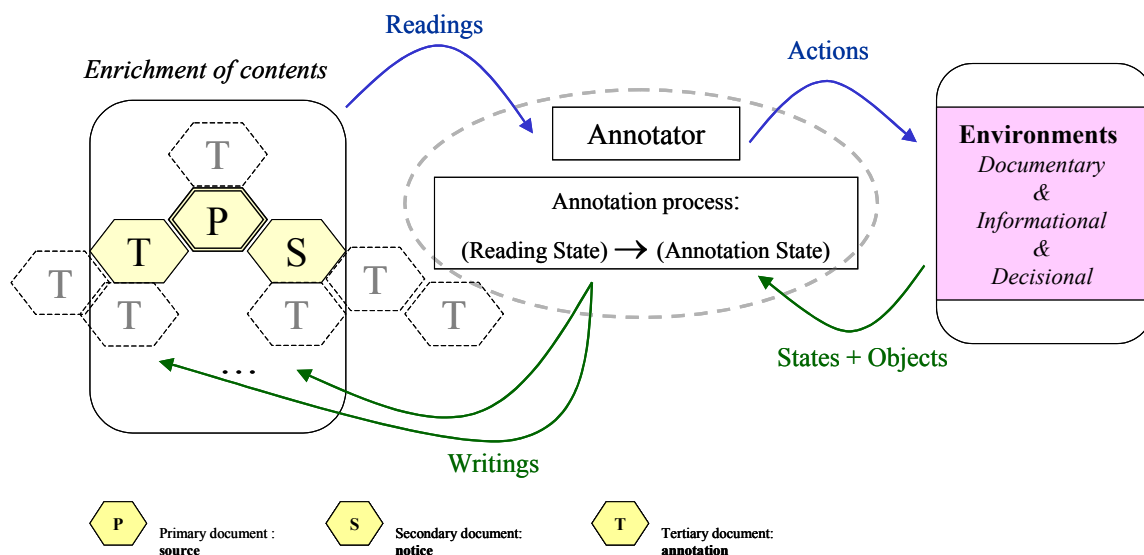 Readings
Enrichment of contents
Actions
T
P
T
S
T
T
T
T
T
...
Annotator
Annotation process:
(Reading State) → (Annotation State)
Environments
Documentary
&
Informational
&
Decisional
States + Objects
Writings
P
Primary document :
source
S
Secondary document:
notice
T
Tertiary document:
annotation